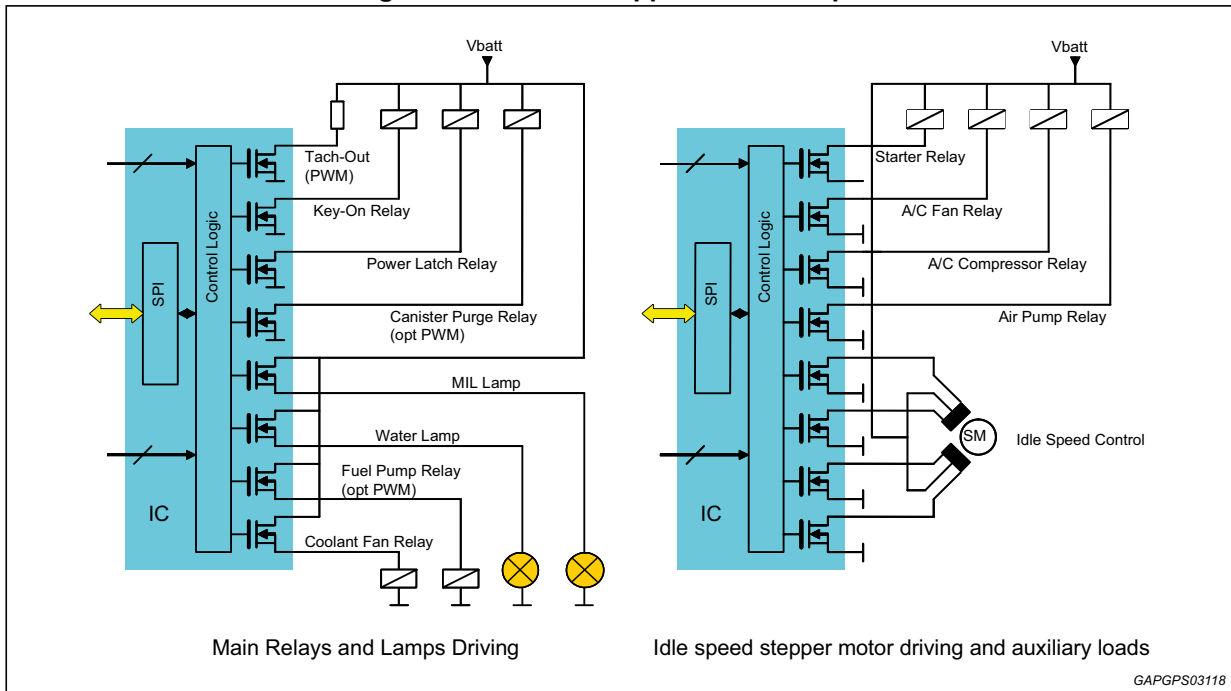 Vbatt
Tach-Out
(PWM)
Key-On Relay
Power Latch Relay
Canister Purge Relay
(opt PWM)
MIL Lamp
Water Lamp
Fuel Pump Relay
(opt PWM)
Coolant Fan Relay
Control Logic
SPI
IC
Main Relays and Lamps Driving
Vbatt
Starter Relay
A/C Fan Relay
A/C Compressor Relay
Air Pump Relay
SM
Idle Speed Control
Control Logic
SPI
IC
Idle speed stepper motor driving and auxiliary loads
GAPGPS03118